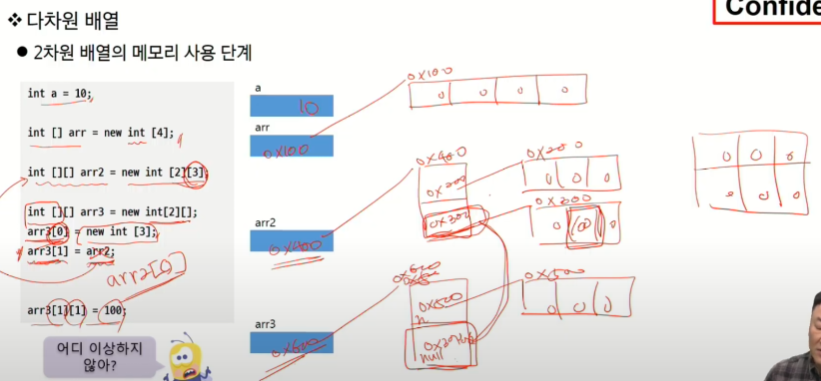 Confide
❖ 다차원 배열
● 2차원 배열의 메모리 사용 단계
int a = 10;
int [] arr = new int [4];
int [][] arr2 = new int [2][3];
int [][] arr3 = new int[2][];
arr3[0] = new int [3];
arr3[1] = arr2;
arr2[0]
arr3[1][1] = 100;
어디 이상하지
않아?
a
10
arr
0x100
arr2
0x400
arr3
0x600
0x100
0 0 0 0
0x400
0x200
0 0 0
0x200
0x300
0 100 0
0x500
0x500
0 0 0
null
0 0 0
0 0 0